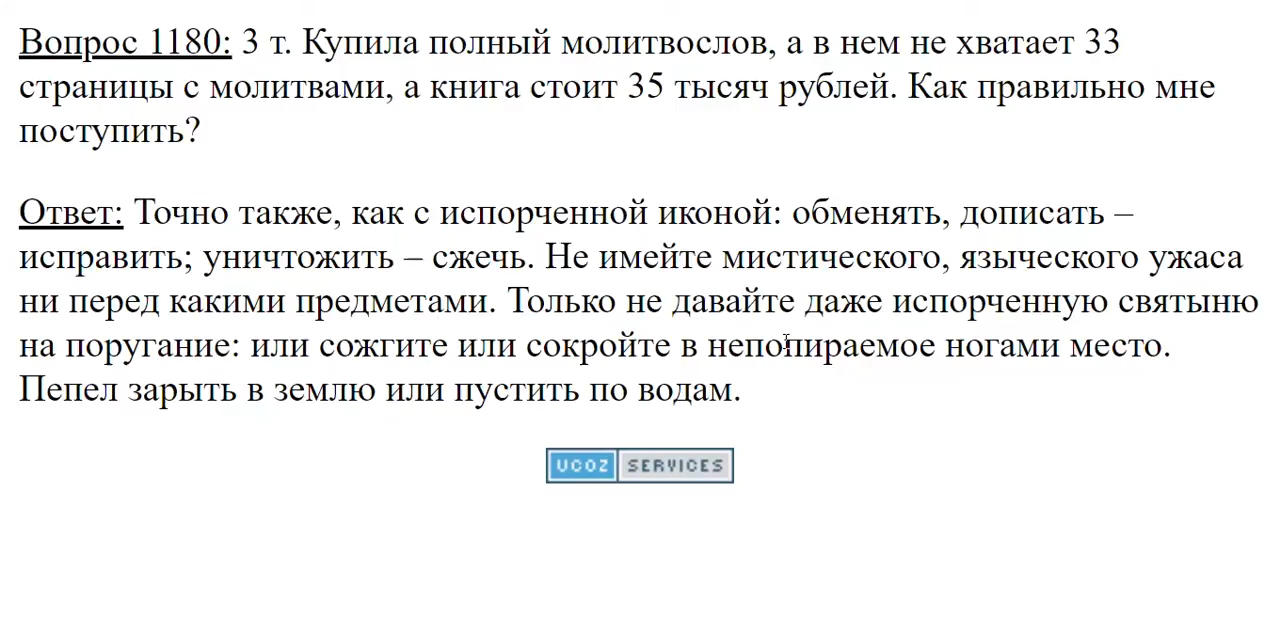 Вопрос 1180: 3 т. Купила полный молитвослов, а в нем не хватает 33
страницы с молитвами, а книга стоит 35 тысяч рублей. Как правильно мне
поступить?
Ответ: Точно также, как с испорченной иконой: обменять, дописать –
исправить; уничтожить – сжечь. Не имейте мистического, языческого ужаса
ни перед какими предметами. Только не давайте даже испорченную святыню
на поругание: или сожгите или сокройте в непопираемое ногами место.
Пепел зарыть в землю или пустить по водам.
UCOZ SERVICES